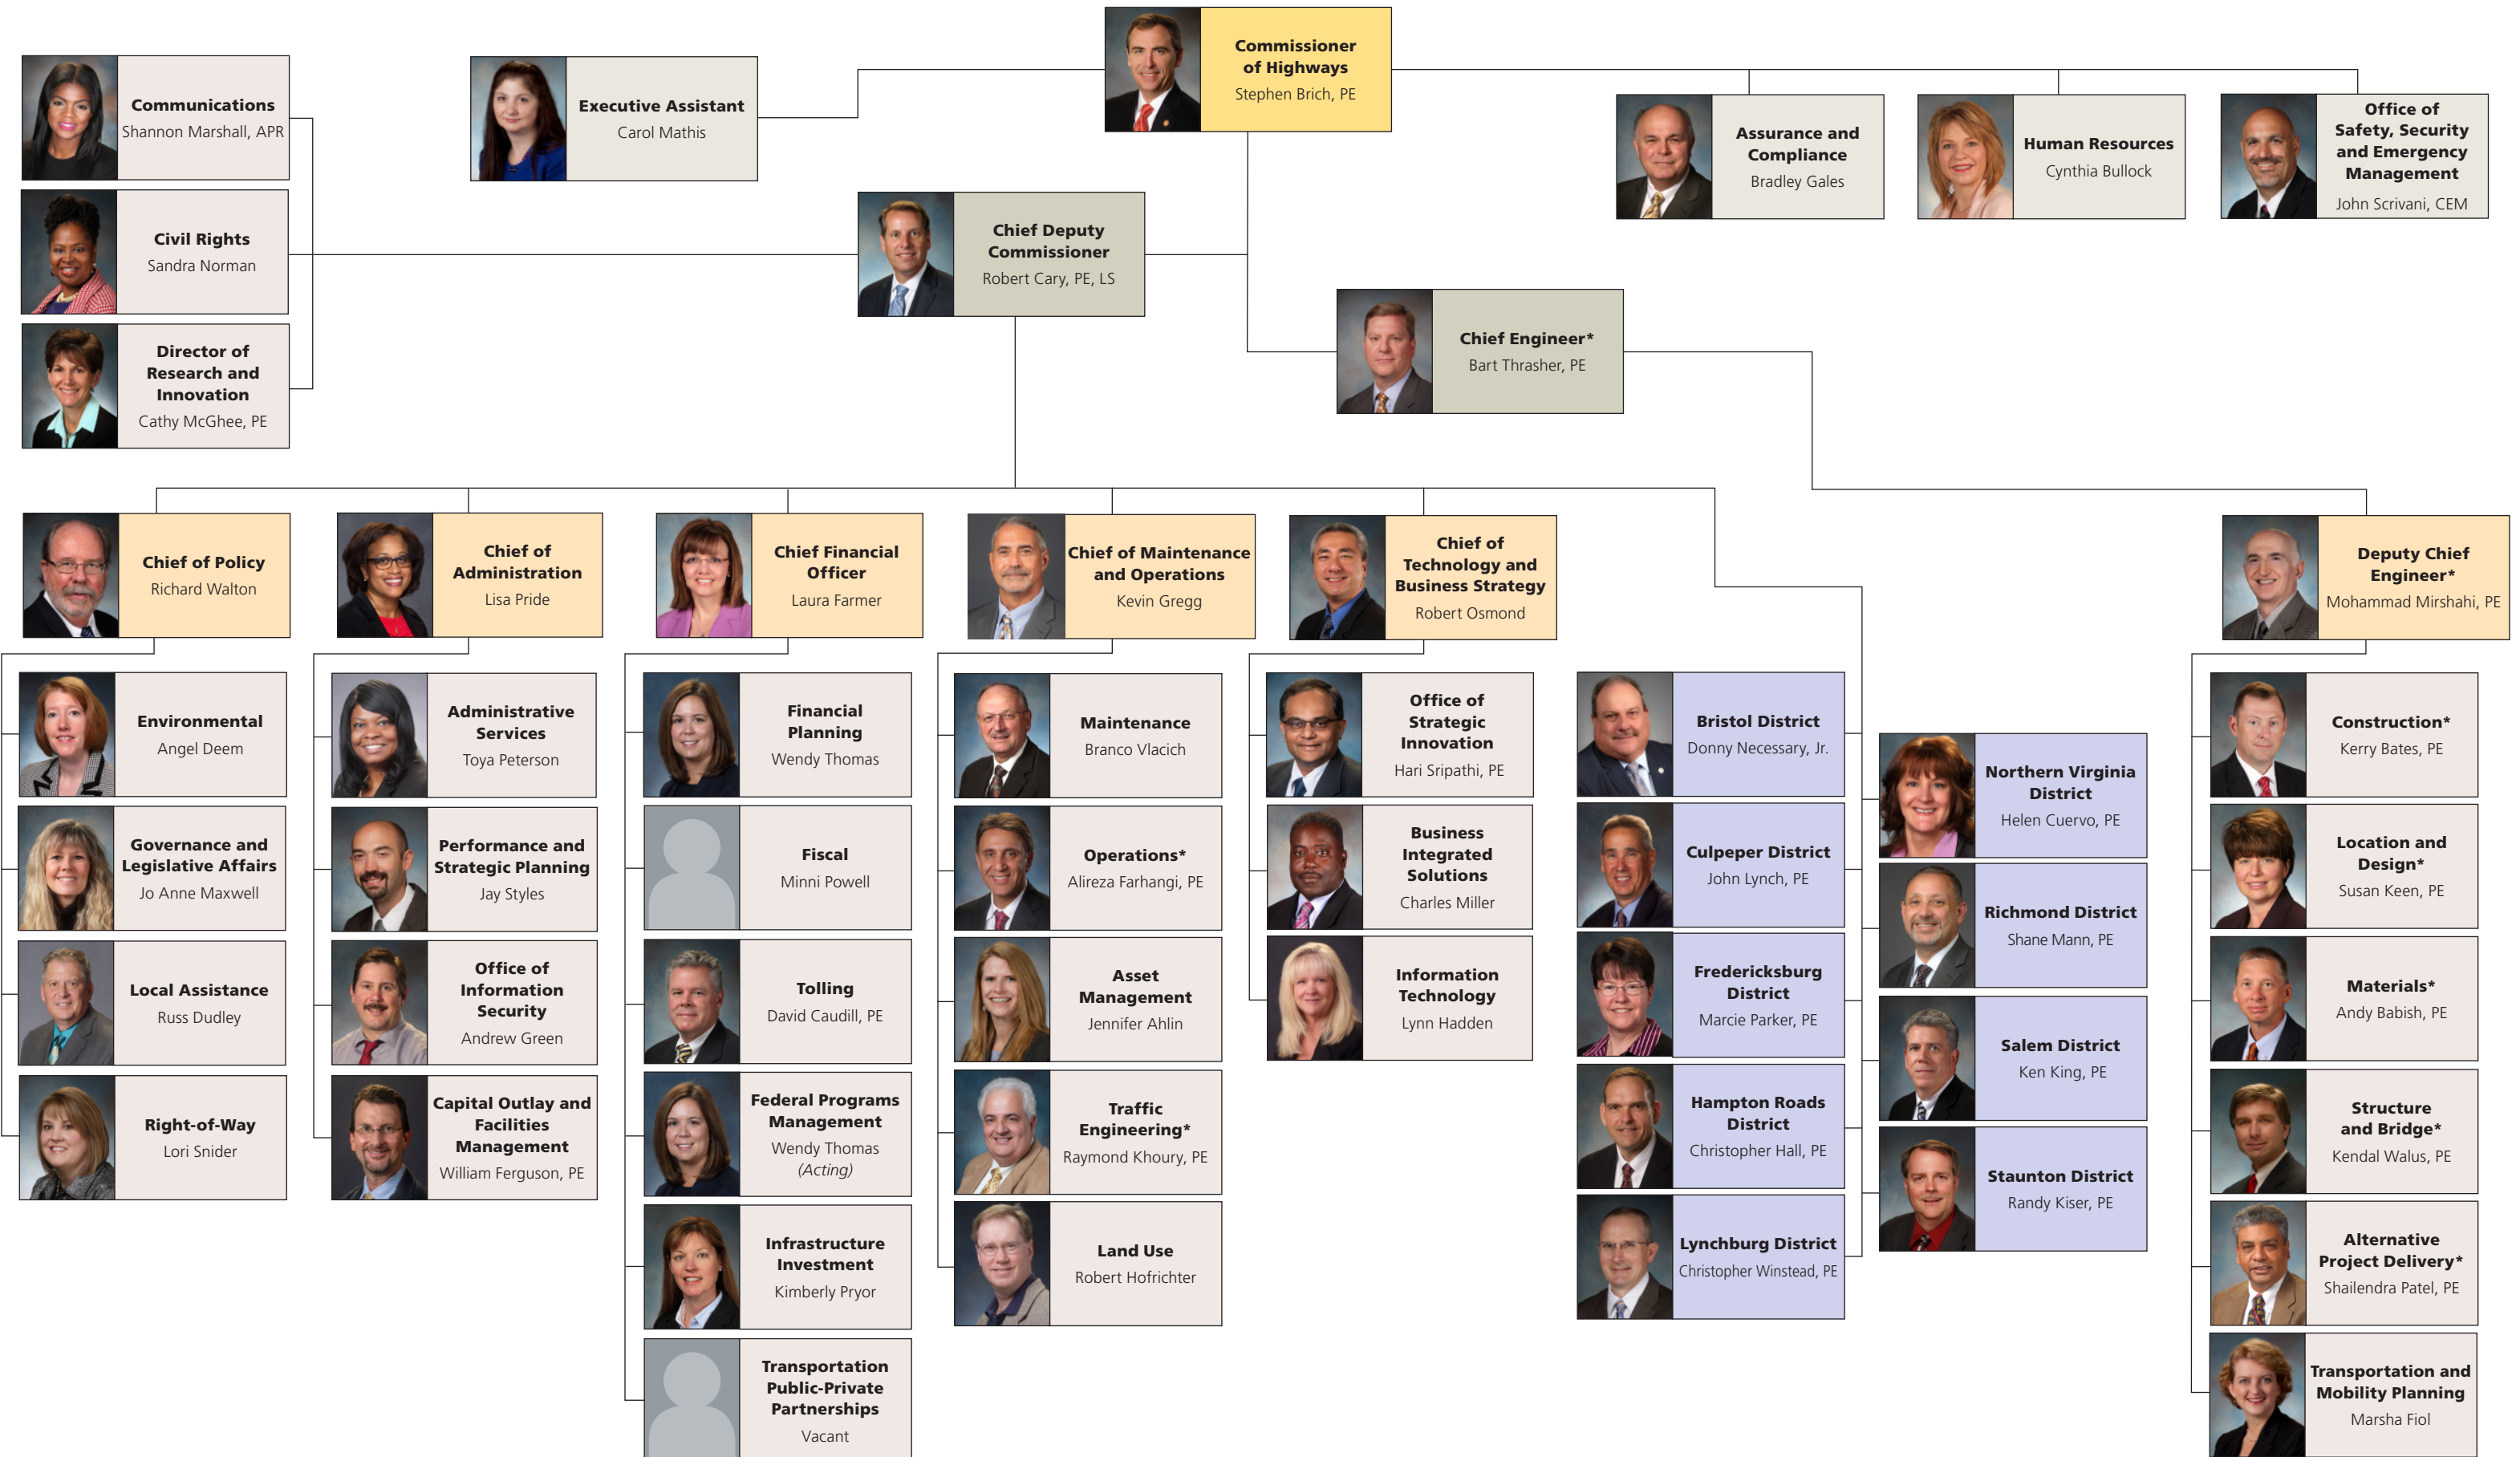 Commissioner
of Highways
Stephen Brich, PE
Communications
Shannon Marshall, APR
Executive Assistant
Carol Mathis
Assurance and
Compliance
Bradley Gales
Human Resources
Cynthia Bullock
Office of
Safety, Security
and Emergency
Management
John Scrivani, CEM
Civil Rights
Sandra Norman
Chief Deputy
Commissioner
Robert Cary, PE, LS
Director of
Research and
Innovation
Cathy McGhee, PE
Chief Engineer*
Bart Thrasher, PE
Chief of Policy
Richard Walton
Chief of
Administration
Lisa Pride
Chief Financial
Officer
Laura Farmer
Chief of Maintenance
and Operations
Kevin Gregg
Chief of
Technology and
Business Strategy
Robert Osmond
Deputy Chief
Engineer*
Mohammad Mirshahi, PE
Environmental
Angel Deem
Governance and
Legislative Affairs
Jo Anne Maxwell
Local Assistance
Russ Dudley
Right-of-Way
Lori Snider
Administrative
Services
Toya Peterson
Performance and
Strategic Planning
Jay Styles
Office of
Information
Security
Andrew Green
Capital Outlay and
Facilities
Management
William Ferguson, PE
Financial
Planning
Wendy Thomas
Fiscal
Minni Powell
Tolling
David Caudill, PE
Federal Programs
Management
Wendy Thomas
(Acting)
Infrastructure
Investment
Kimberly Pryor
Transportation
Public-Private
Partnerships
Vacant
Maintenance
Branco Vlacich
Operations*
Alireza Farhangi, PE
Asset
Management
Jennifer Ahlin
Traffic
Engineering*
Raymond Khoury, PE
Land Use
Robert Hofrichter
Office of
Strategic
Innovation
Hari Sripathi, PE
Business
Integrated
Solutions
Charles Miller
Information
Technology
Lynn Hadden
Bristol District
Donny Necessary, Jr.
Culpeper District
John Lynch, PE
Fredericksburg
District
Marcie Parker, PE
Hampton Roads
District
Christopher Hall, PE
Lynchburg District
Christopher Winstead, PE
Northern Virginia
District
Helen Cuervo, PE
Richmond District
Shane Mann, PE
Salem District
Ken King, PE
Staunton District
Randy Kiser, PE
Construction*
Kerry Bates, PE
Location and
Design*
Susan Keen, PE
Materials*
Andy Babish, PE
Structure
and Bridge*
Kendal Walus, PE
Alternative
Project Delivery*
Shailendra Patel, PE
Transportation and
Mobility Planning
Marsha Fiol